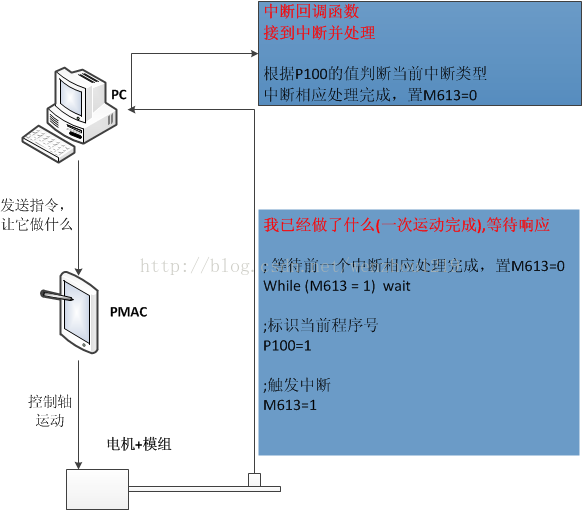 中断回调函数
接到中断并处理
根据P100的值判断当前中断类型
中断相应处理完成，置M613=0
PC
发送指令，
让它做什么
PMAC
控制轴
运动
电机+模组
我已经做了什么(一次运动完成),等待响应
; 等待前一个中断相应处理完成，置M613=0
While (M613 = 1) wait
;标识当前程序号
P100=1
;触发中断
M613=1
http://blog.